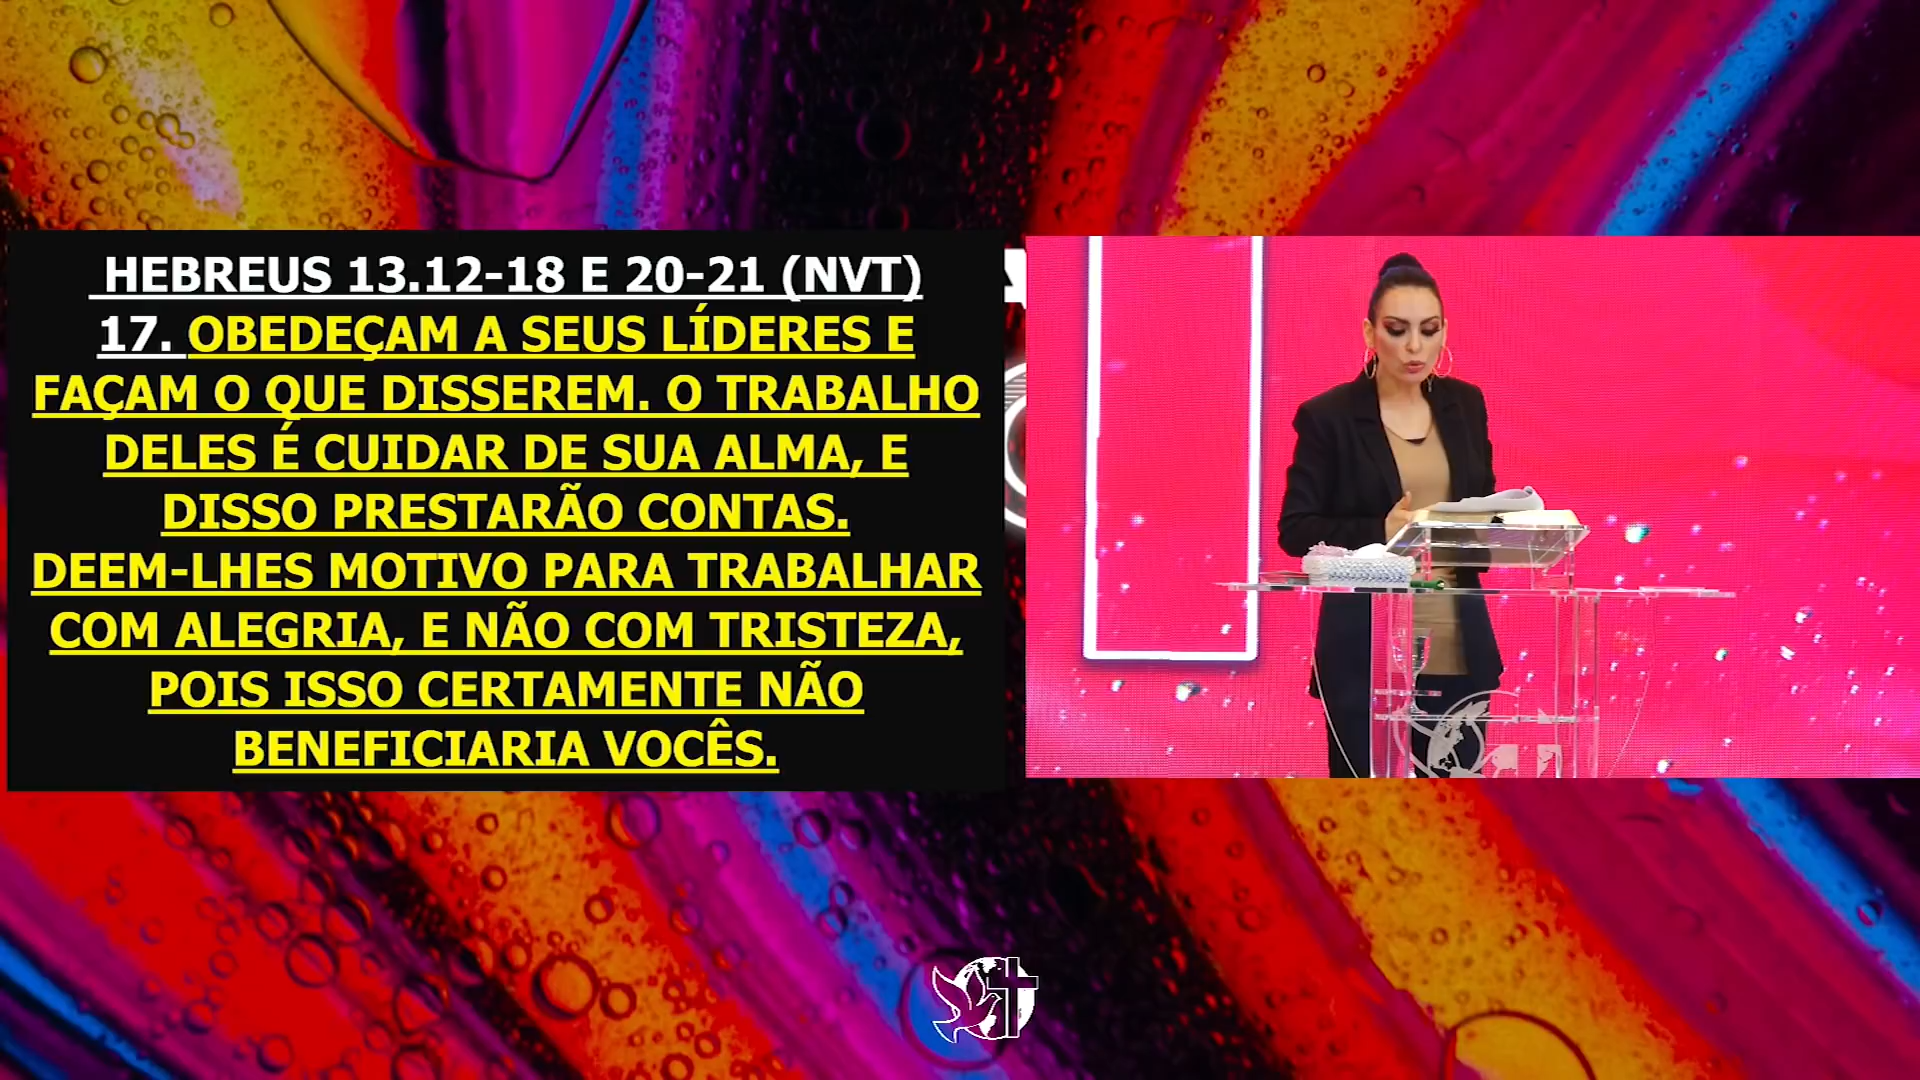 HEBREUS 13.12-18 E 20-21 (NVT)
17. OBEDEÇAM A SEUS LÍDERES E
FAÇAM O QUE DISSEREM. O TRABALHO
DELES É CUIDAR DE SUA ALMA, E
DISSO PRESTARÃO CONTAS.
DEEM-LHES MOTIVO PARA TRABALHAR
COM ALEGRIA, E NÃO COM TRISTEZA,
POIS ISSO CERTAMENTE NÃO
BENEFICIARIA VOCÊS.